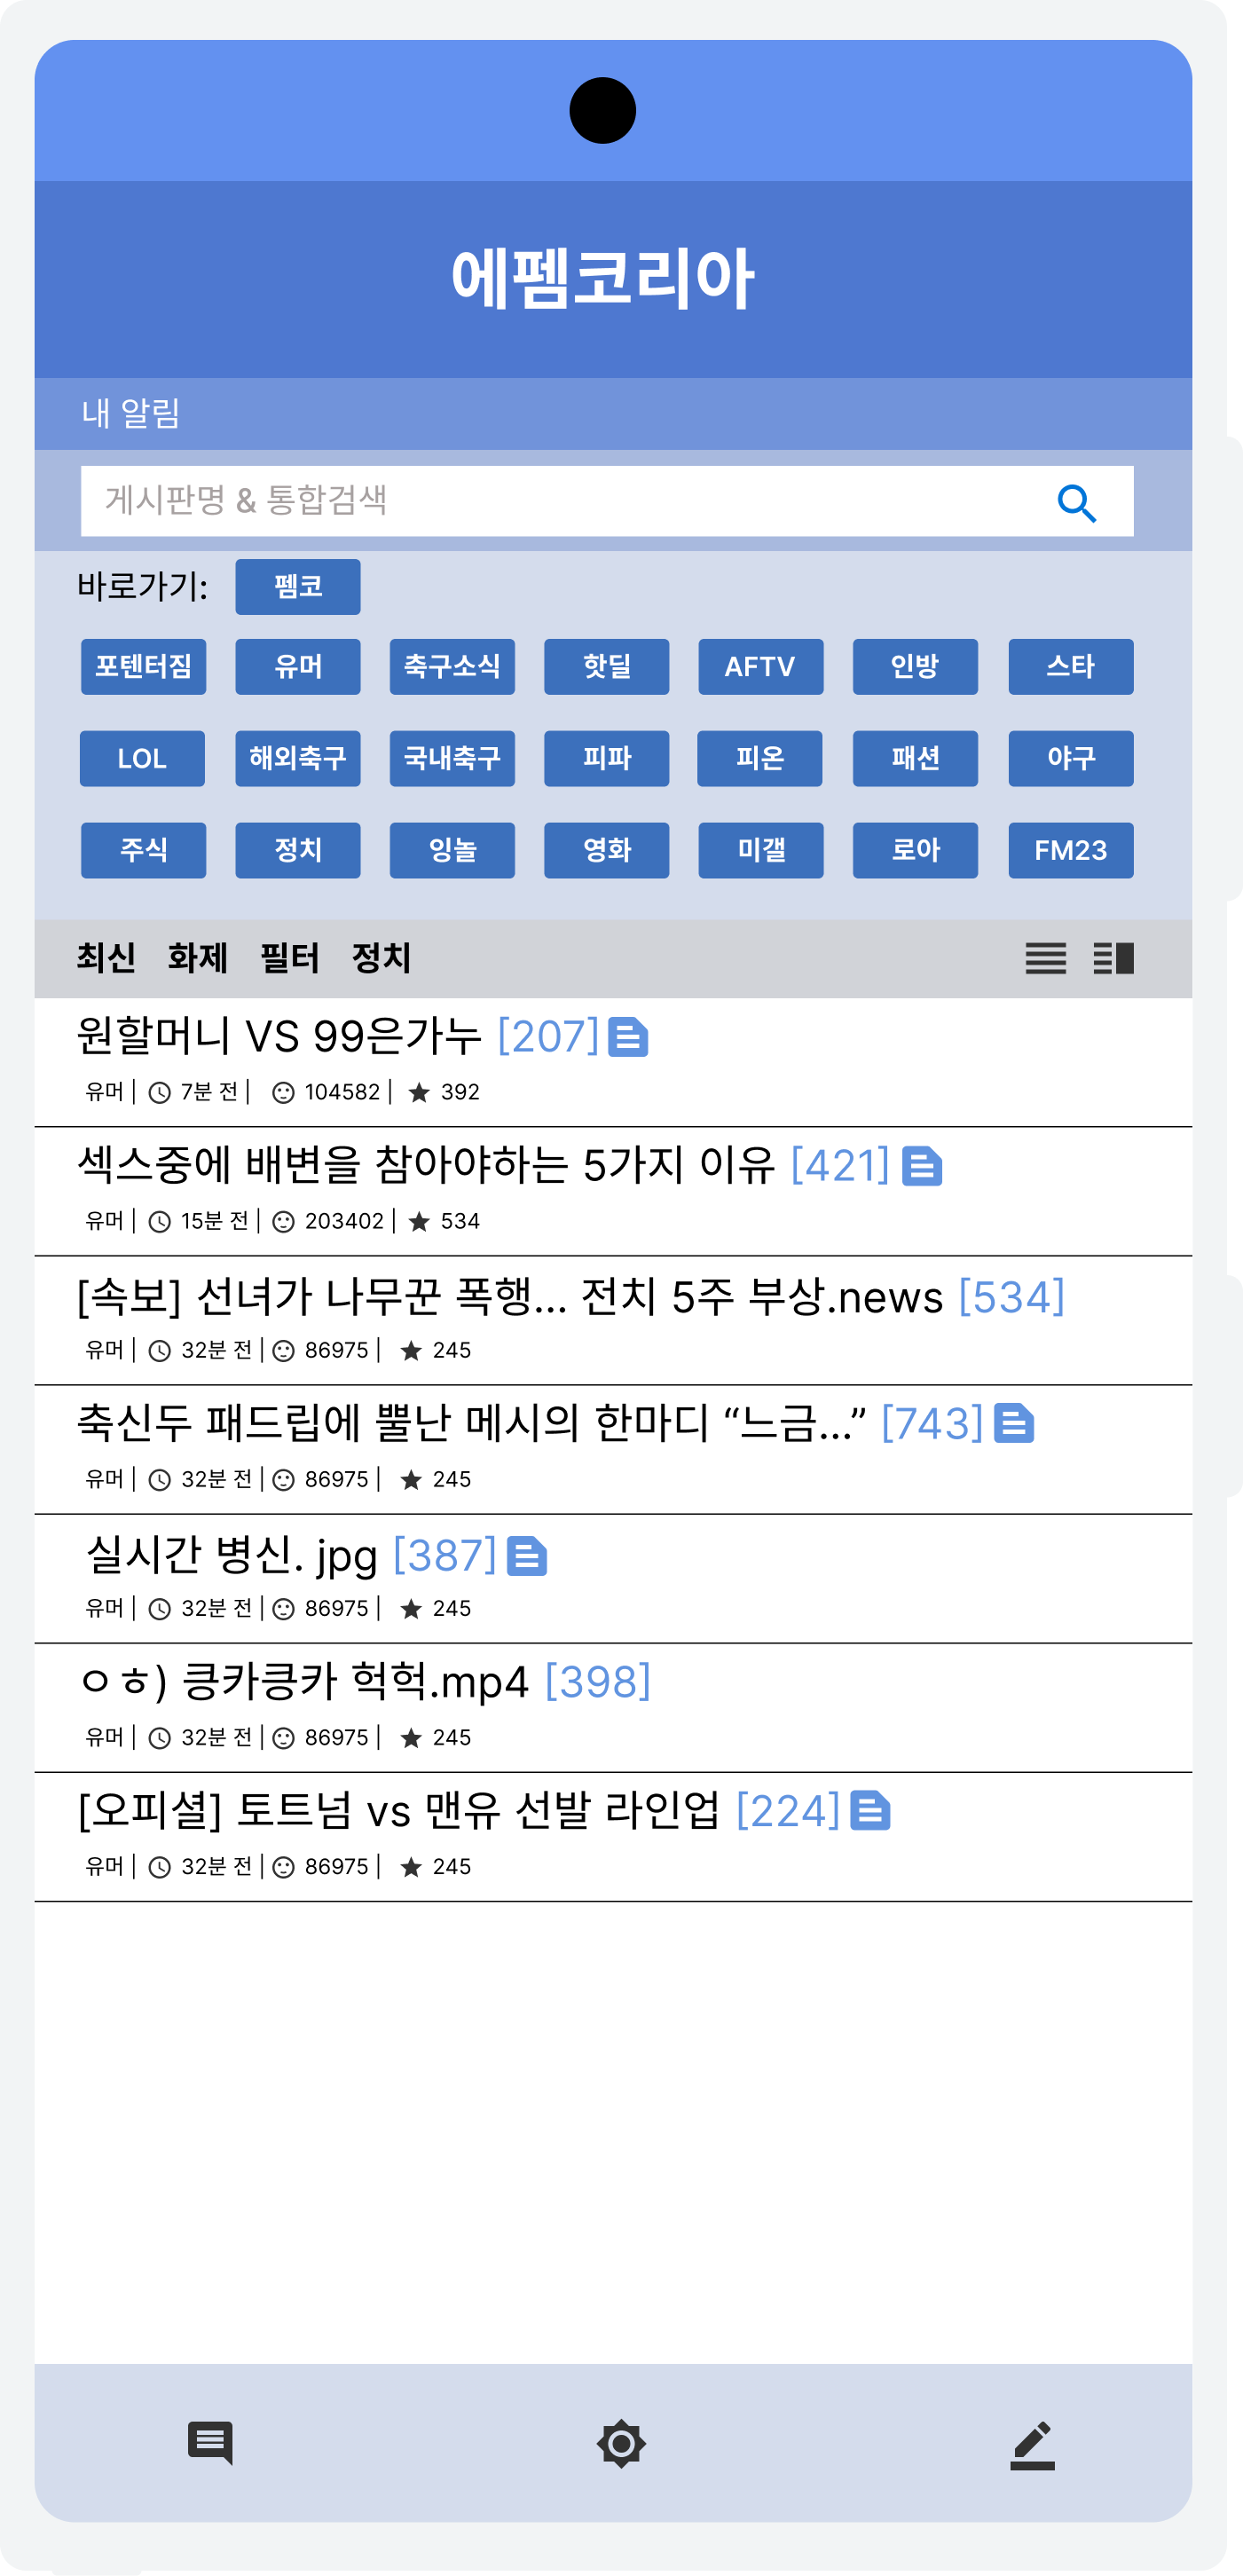 에펨코리아
내 알림
게시판명 & 통합검색
바로가기: 펨코
포텐터짐 유머 축구소식 핫딜 AFTV 인방 스타
LOL 해외축구 국내축구 피파 피온 패션 야구
주식 정치 잉놀 영화 미갤 로아 FM23
최신 화제 필터 정치
원할머니 VS 99은가누 [207]
유머 | 7분 전 | 104582 | 392
섹스중에 배변을 참아야하는 5가지 이유 [421]
유머 | 15분 전 | 203402 | 534
[속보] 선녀가 나무꾼 폭행... 전치 5주 부상.news [534]
유머 | 32분 전 | 86975 | 245
축신두 패드립에 뿔난 메시의 한마디 “느금...” [743]
유머 | 32분 전 | 86975 | 245
실시간 병신. jpg [387]
유머 | 32분 전 | 86975 | 245
ㅇㅎ) 킁카킁카 헉헉.mp4 [398]
유머 | 32분 전 | 86975 | 245
[오피셜] 토트넘 vs 맨유 선발 라인업 [224]
유머 | 32분 전 | 86975 | 245